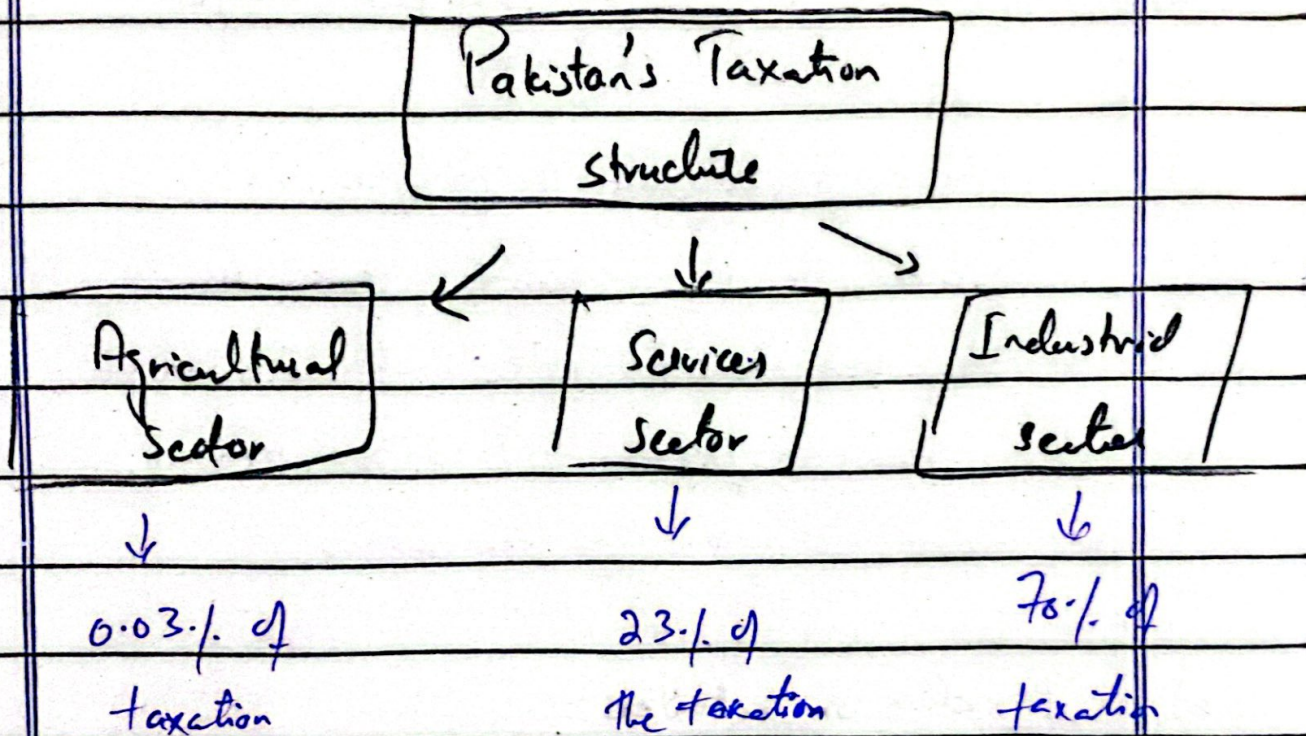 Pakistan's Taxation
structure
Agricultural
sector
Services
sector
Industrial
sector
0.03% of
taxation
23% of
the taxation
70% of
taxation